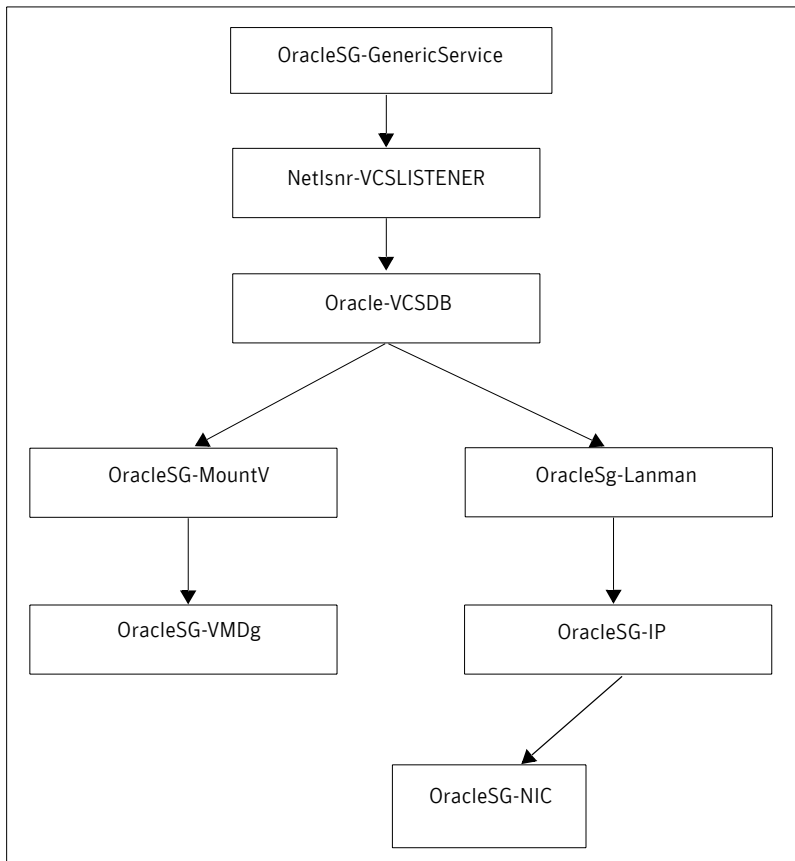 OracleSG-GenericService
Netlsnr-VCSLISTENER
Oracle-VCSDB
OracleSG-MountV
OracleSg-Lanman
OracleSG-VMDg
OracleSG-IP
OracleSG-NIC